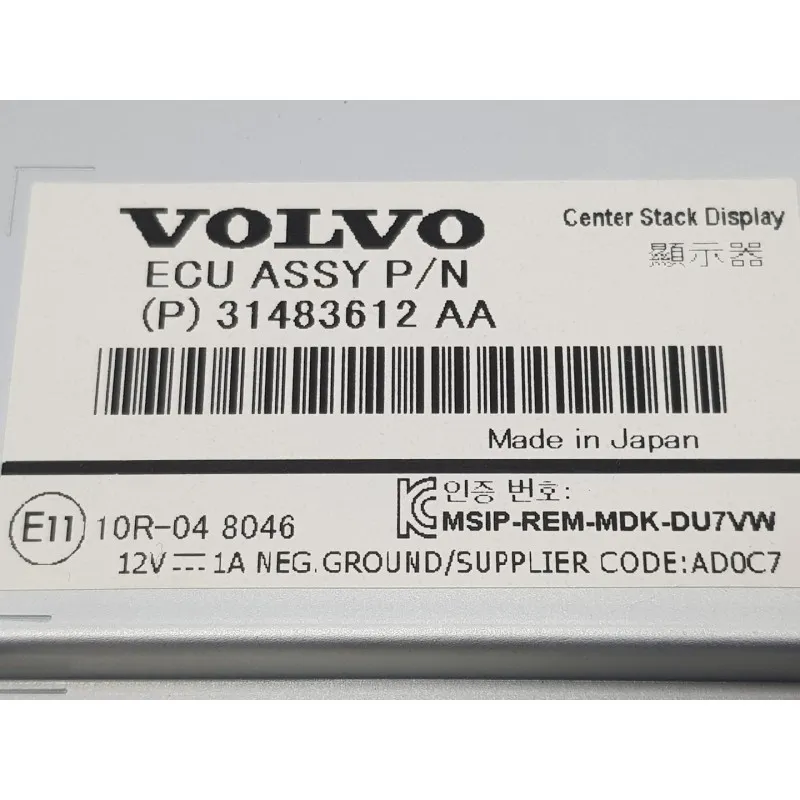 VOLVO
Center Stack Display
顯示器
ECU ASSY P/N
(P) 31483612 AA
Made in Japan
E11 10R-04 8046
인증 번호:
MSIP-REM-MDK-DU7VW
12V⎓1A NEG.GROUND/SUPPLIER CODE:AD0C7